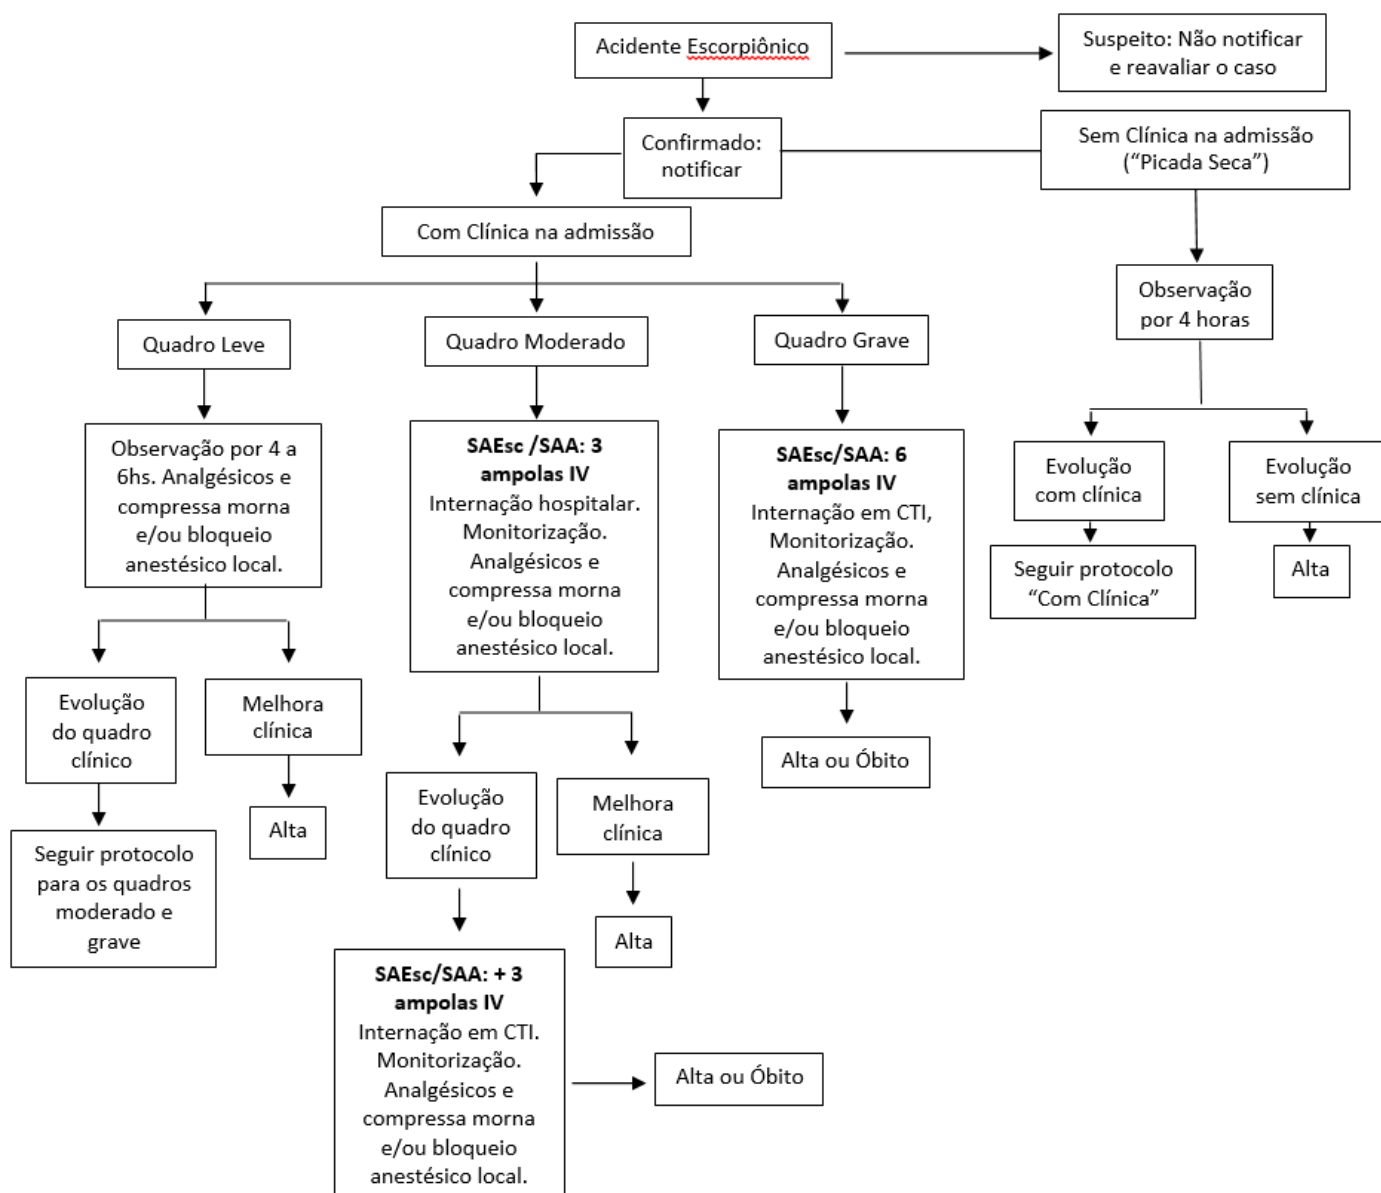 Acidente Escorpiônico
Suspeito: Não notificar
e reavaliar o caso
Confirmado:
notificar
Sem Clínica na admissão
(“Picada Seca”)
Com Clínica na admissão
Observação
por 4 horas
Quadro Leve
Quadro Moderado
Quadro Grave
Observação por 4 a
6hs. Analgésicos e
compressa morna
e/ou bloqueio
anestésico local.
SAEsc /SAA: 3
ampolas IV
Internação hospitalar.
Monitorização.
Analgésicos e
compressa morna
e/ou bloqueio
anestésico local.
SAEsc/SAA: 6
ampolas IV
Internação em CTI,
Monitorização.
Analgésicos e
compressa morna
e/ou bloqueio
anestésico local.
Evolução
com clínica
Evolução
sem clínica
Seguir protocolo
“Com Clínica”
Alta
Evolução
do quadro
clínico
Melhora
clínica
Seguir protocolo
para os quadros
moderado e
grave
Alta
Evolução
do quadro
clínico
Melhora
clínica
Alta ou Óbito
Alta
SAEsc/SAA: + 3
ampolas IV
Internação em CTI.
Monitorização.
Analgésicos e
compressa morna
e/ou bloqueio
anestésico local.
Alta ou Óbito